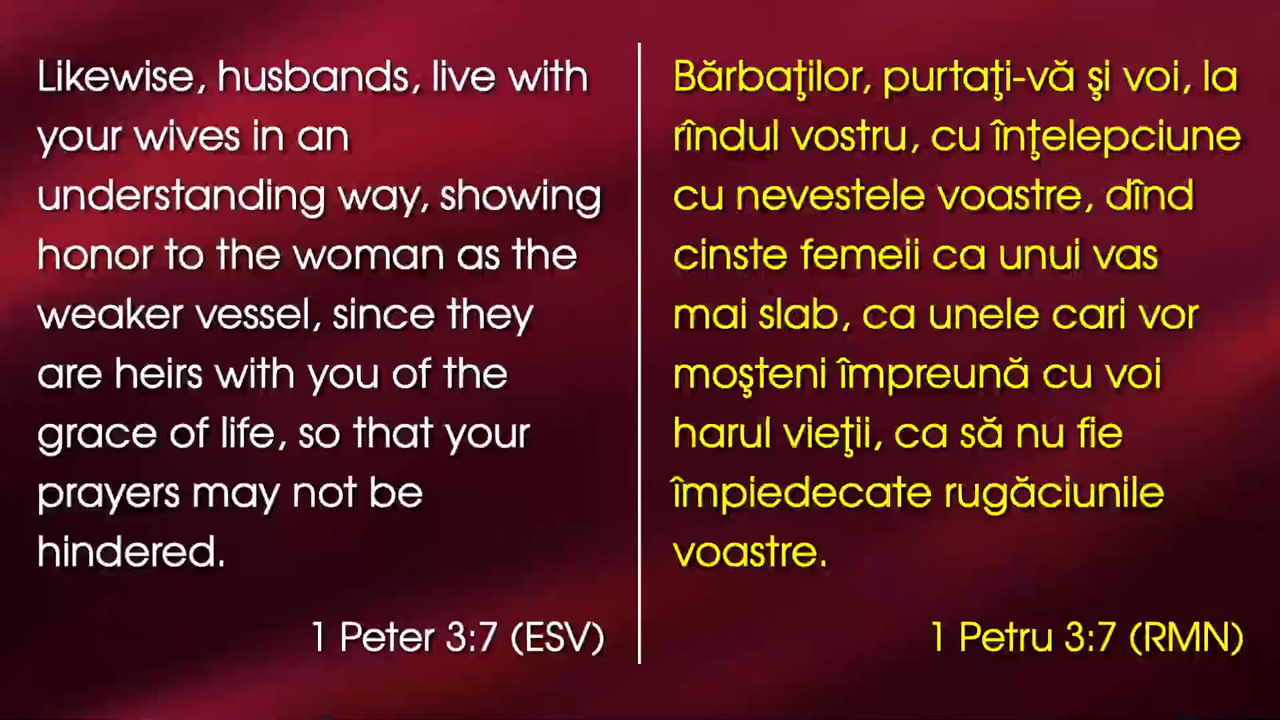 Likewise, husbands, live with
your wives in an
understanding way, showing
honor to the woman as the
weaker vessel, since they
are heirs with you of the
grace of life, so that your
prayers may not be
hindered.
1 Peter 3:7 (ESV)
Bărbaţilor, purtaţi-vă şi voi, la
rîndul vostru, cu înţelepciune
cu nevestele voastre, dînd
cinste femeii ca unui vas
mai slab, ca unele cari vor
moşteni împreună cu voi
harul vieţii, ca să nu fie
împiedecate rugăciunile
voastre.
1 Petru 3:7 (RMN)